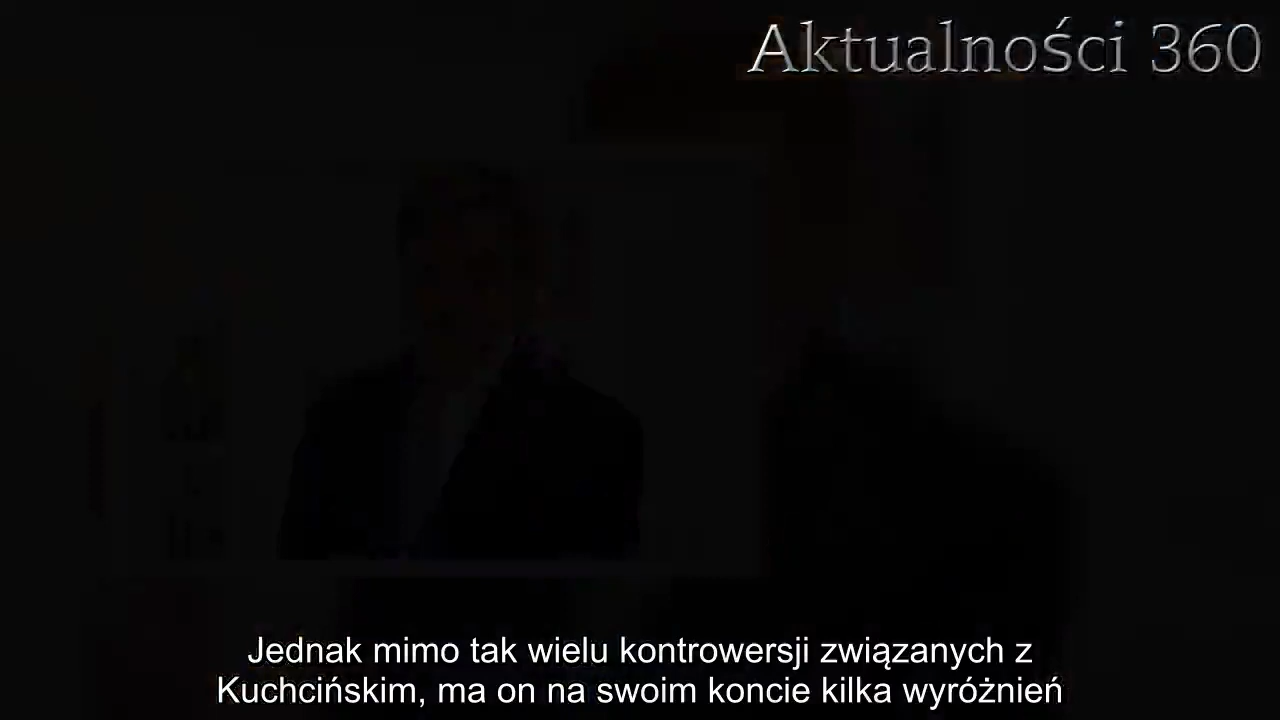 Aktualności 360
Jednak mimo tak wielu kontrowersji związanych z
Kuchcińskim, ma on na swoim koncie kilka wyróżnień